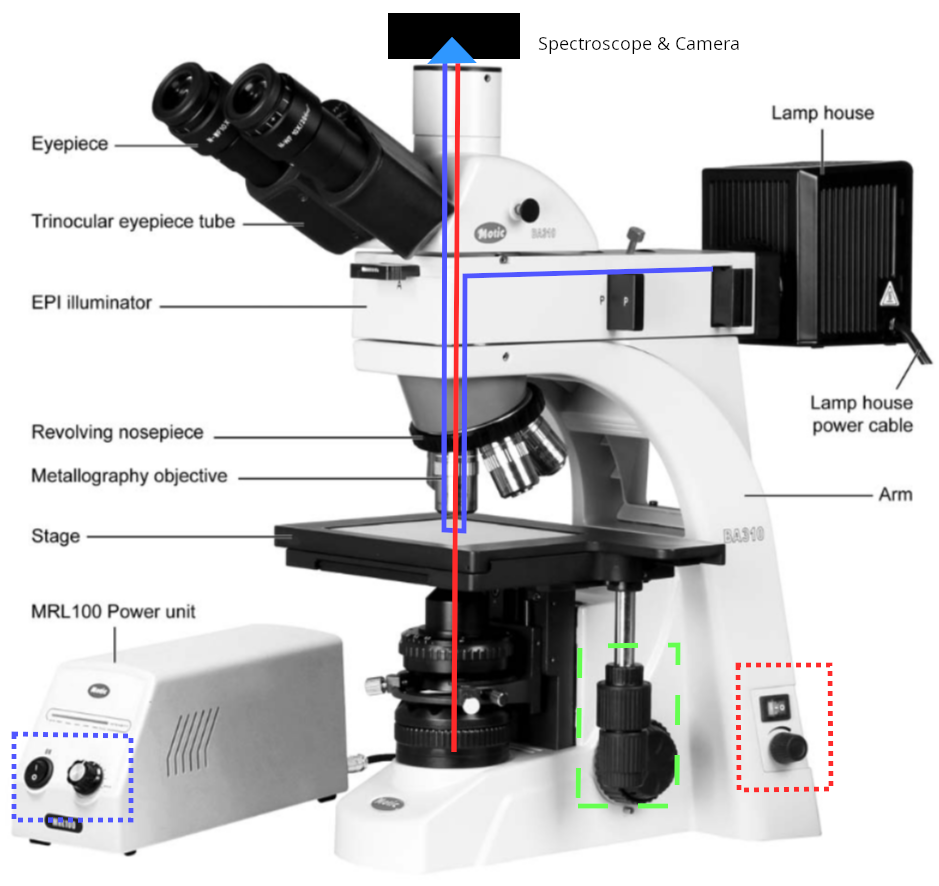 Spectroscope & Camera
Lamp house
Eyepiece
Trinocular eyepiece tube
Motic
BA310
EPI illuminator
A
P
P
Lamp house
power cable
Revolving nosepiece
Metallography objective
Arm
Stage
BA310
MRL100 Power unit
Motic
Motic